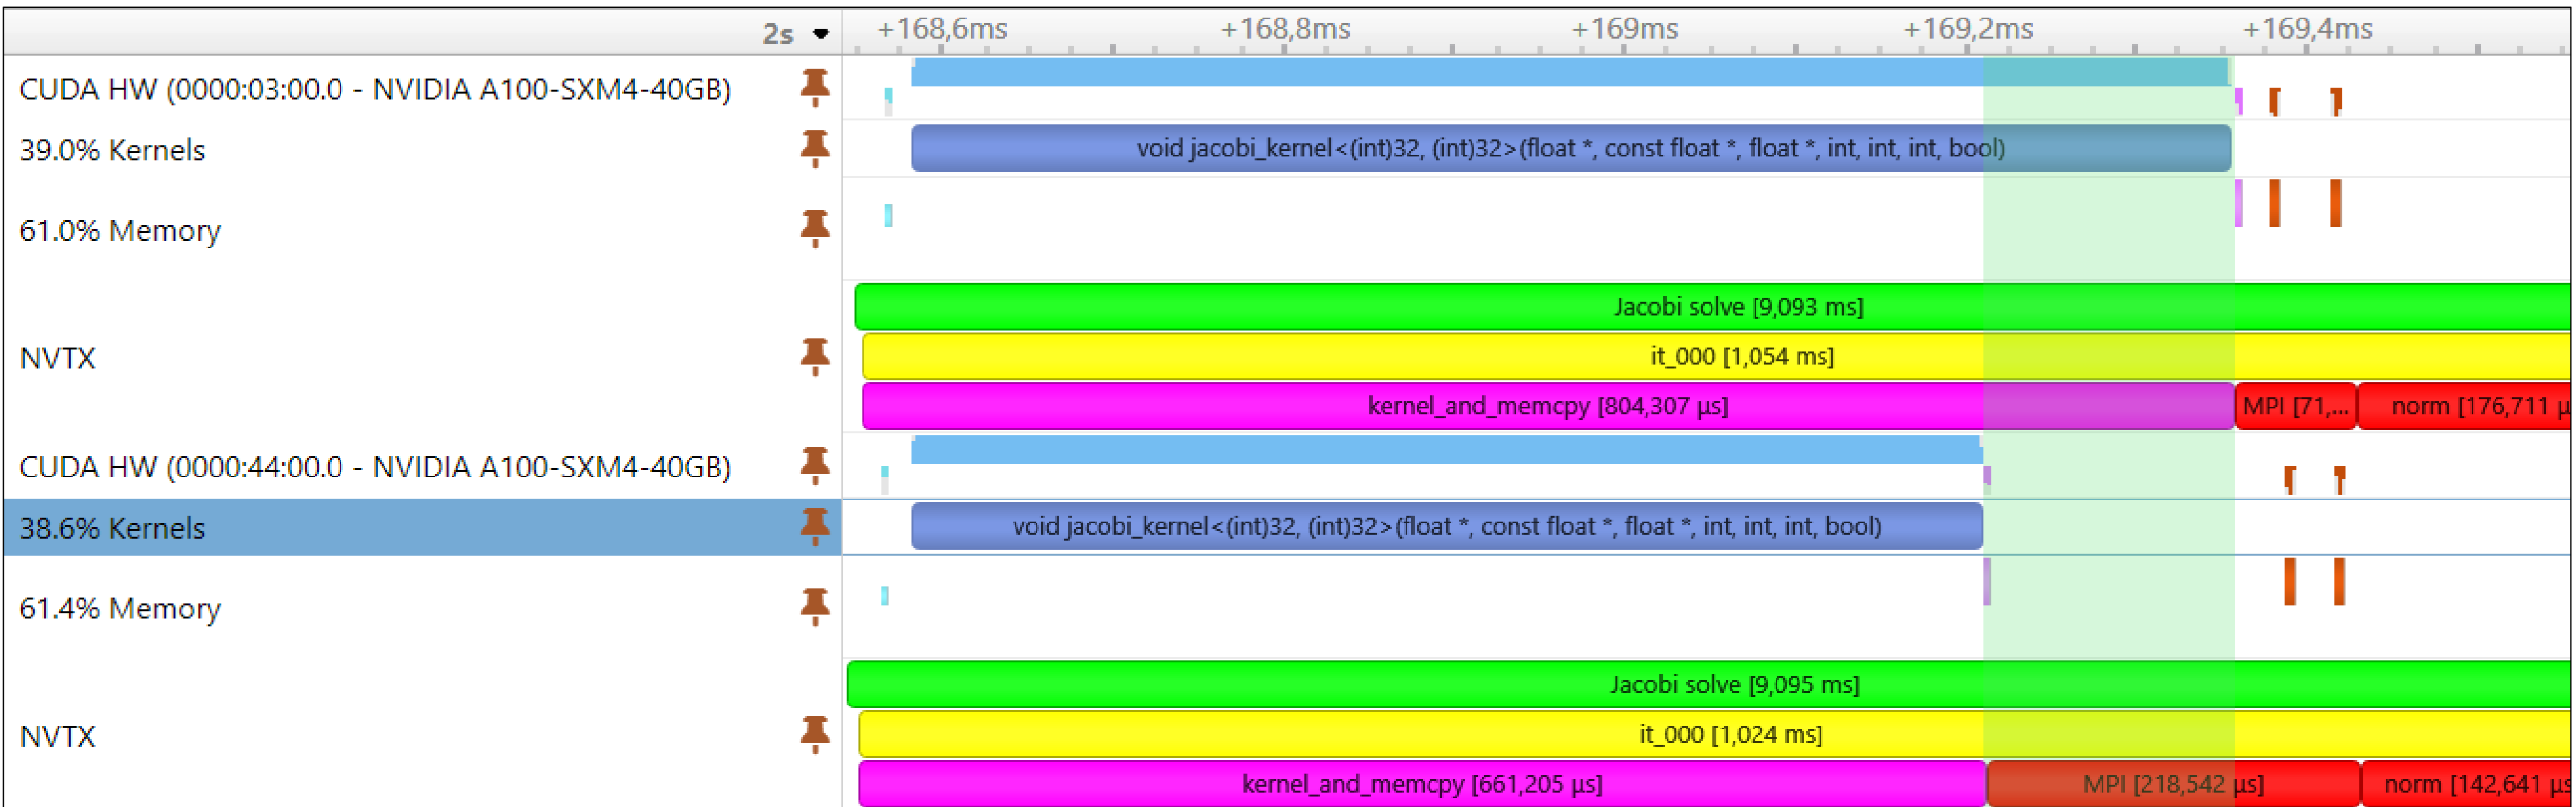 2s +168,6ms +168,8ms +169ms +169,2ms +169,4ms
CUDA HW (0000:03:00.0 - NVIDIA A100-SXM4-40GB)
39.0% Kernels void jacobi_kernel<(int)32, (int)32>(float *, const float *, float *, int, int, int, bool)
61.0% Memory
Jacobi solve [9,093 ms]
NVTX it_000 [1,054 ms]
kernel_and_memcpy [804,307 µs] MPI [71,... norm [176,711 µ
CUDA HW (0000:44:00.0 - NVIDIA A100-SXM4-40GB)
38.6% Kernels void jacobi_kernel<(int)32, (int)32>(float *, const float *, float *, int, int, int, bool)
61.4% Memory
Jacobi solve [9,095 ms]
NVTX it_000 [1,024 ms]
kernel_and_memcpy [661,205 µs] MPI [218,542 µs] norm [142,641 µs